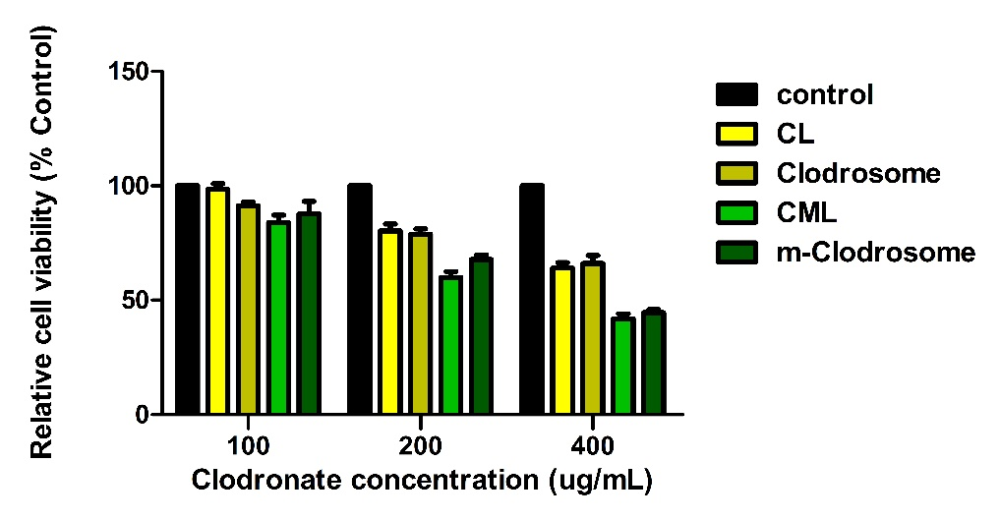 Relative cell viability (% Control)
150
100
50
0
100
200
400
Clodronate concentration (ug/mL)
control
CL
Clodrosome
CML
m-Clodrosome